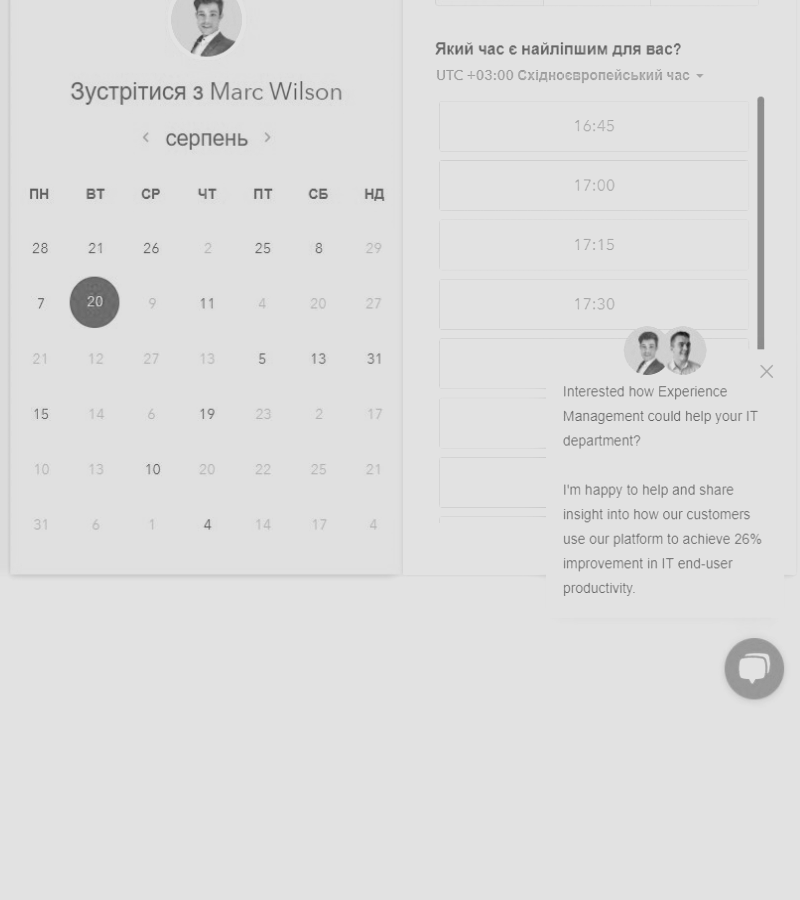 Зустрітися з Marc Wilson
серпень
ПН ВТ СР ЧТ ПТ СБ НД
28 21 26 2 25 8 29
7 20 9 11 4 20 27
21 12 27 13 5 13 31
15 14 6 19 23 2 17
10 13 10 20 22 25 21
31 6 1 4 14 17 4
Який час є найліпшим для вас?
UTC +03:00 Східноєвропейський час
16:45
17:00
17:15
17:30
Interested how Experience
Management could help your IT
department?
I'm happy to help and share
insight into how our customers
use our platform to achieve 26%
improvement in IT end-user
productivity.